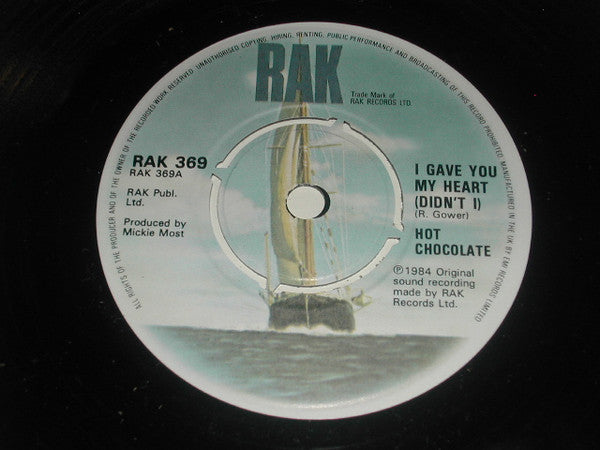 ALL RIGHTS OF THE PRODUCER AND OF THE OWNER OF THE RECORDED WORK RESERVED. UNAUTHORISED COPYING, HIRING, RENTING, PUBLIC PERFORMANCE AND BROADCASTING OF THIS RECORD PROHIBITED. MANUFACTURED IN THE UK BY EMI RECORDS LIMITED
RAK
Trade Mark of
RAK RECORDS LTD.
RAK 369
RAK 369A
RAK Publ.
Ltd.
Produced by
Mickie Most
I GAVE YOU
MY HEART
(DIDN'T I)
(R. Gower)
HOT
CHOCOLATE
℗1984 Original
sound recording
made by RAK
Records Ltd.